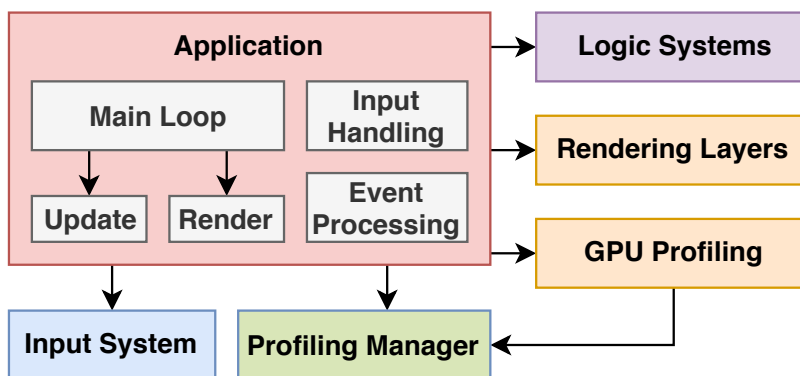 Application
Main Loop
Update
Render
Input
Handling
Event
Processing
Logic Systems
Rendering Layers
GPU Profiling
Input System
Profiling Manager